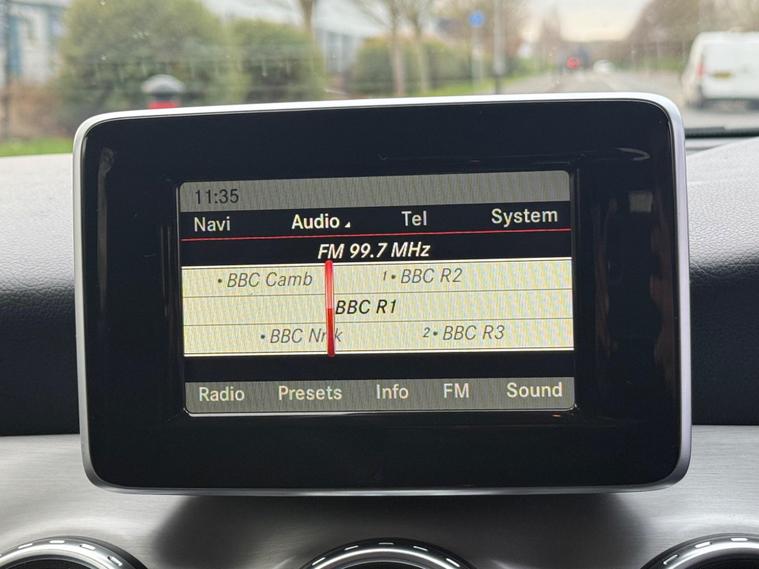 11:35
Navi Audio Tel System
FM 99.7 MHz
• BBC Camb 1• BBC R2
BBC R1
• BBC Nr k 2• BBC R3
Radio Presets Info FM Sound